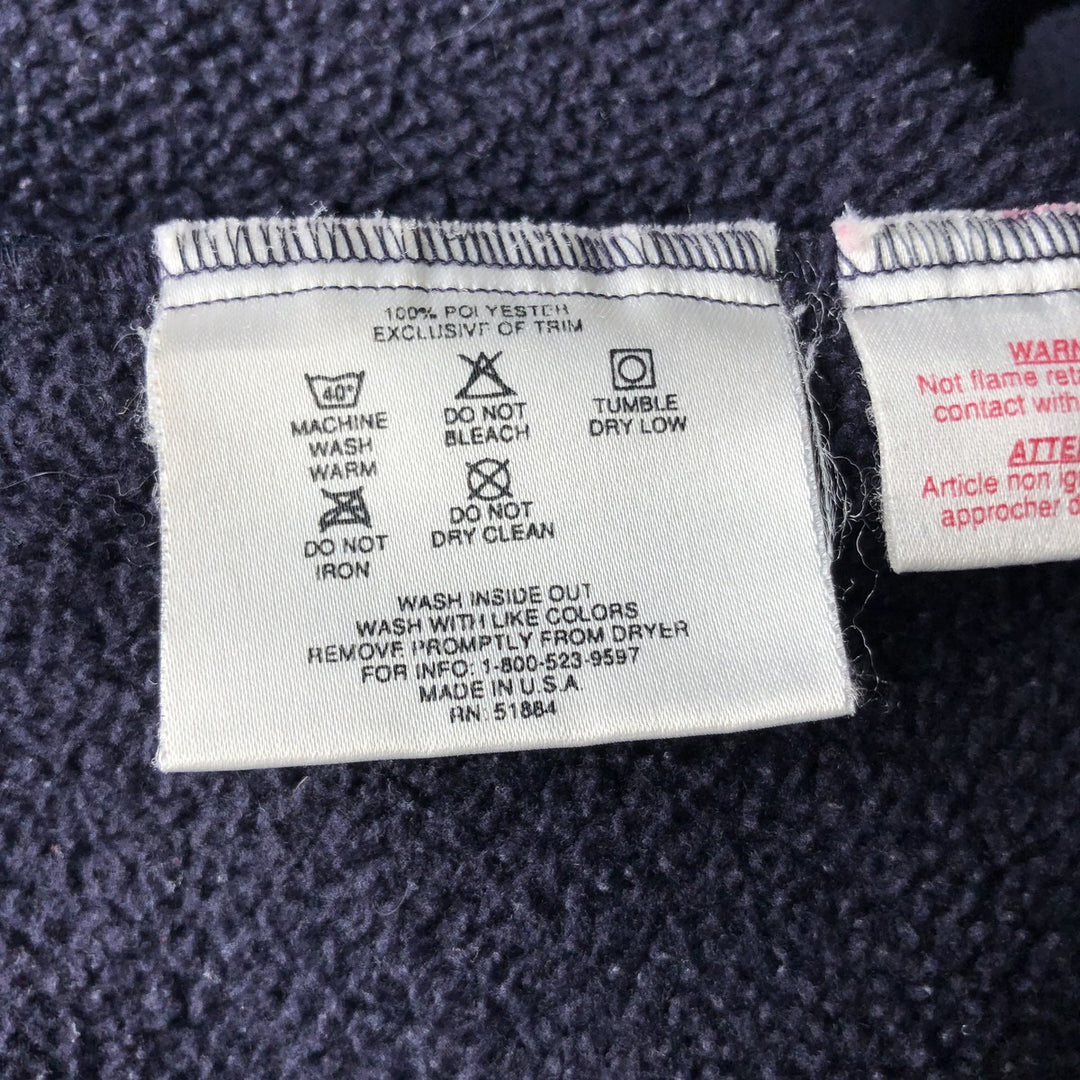 100% POLYESTER
EXCLUSIVE OF TRIM
40°
MACHINE
WASH
WARM
DO NOT
BLEACH
TUMBLE
DRY LOW
DO NOT
IRON
DO NOT
DRY CLEAN
WASH INSIDE OUT
WASH WITH LIKE COLORS
REMOVE PROMPTLY FROM DRYER
FOR INFO: 1-800-523-9597
MADE IN U.S.A
RN: 51884
WARN
Not flame reta
contact with
ATTE
Article non ig
approcher d